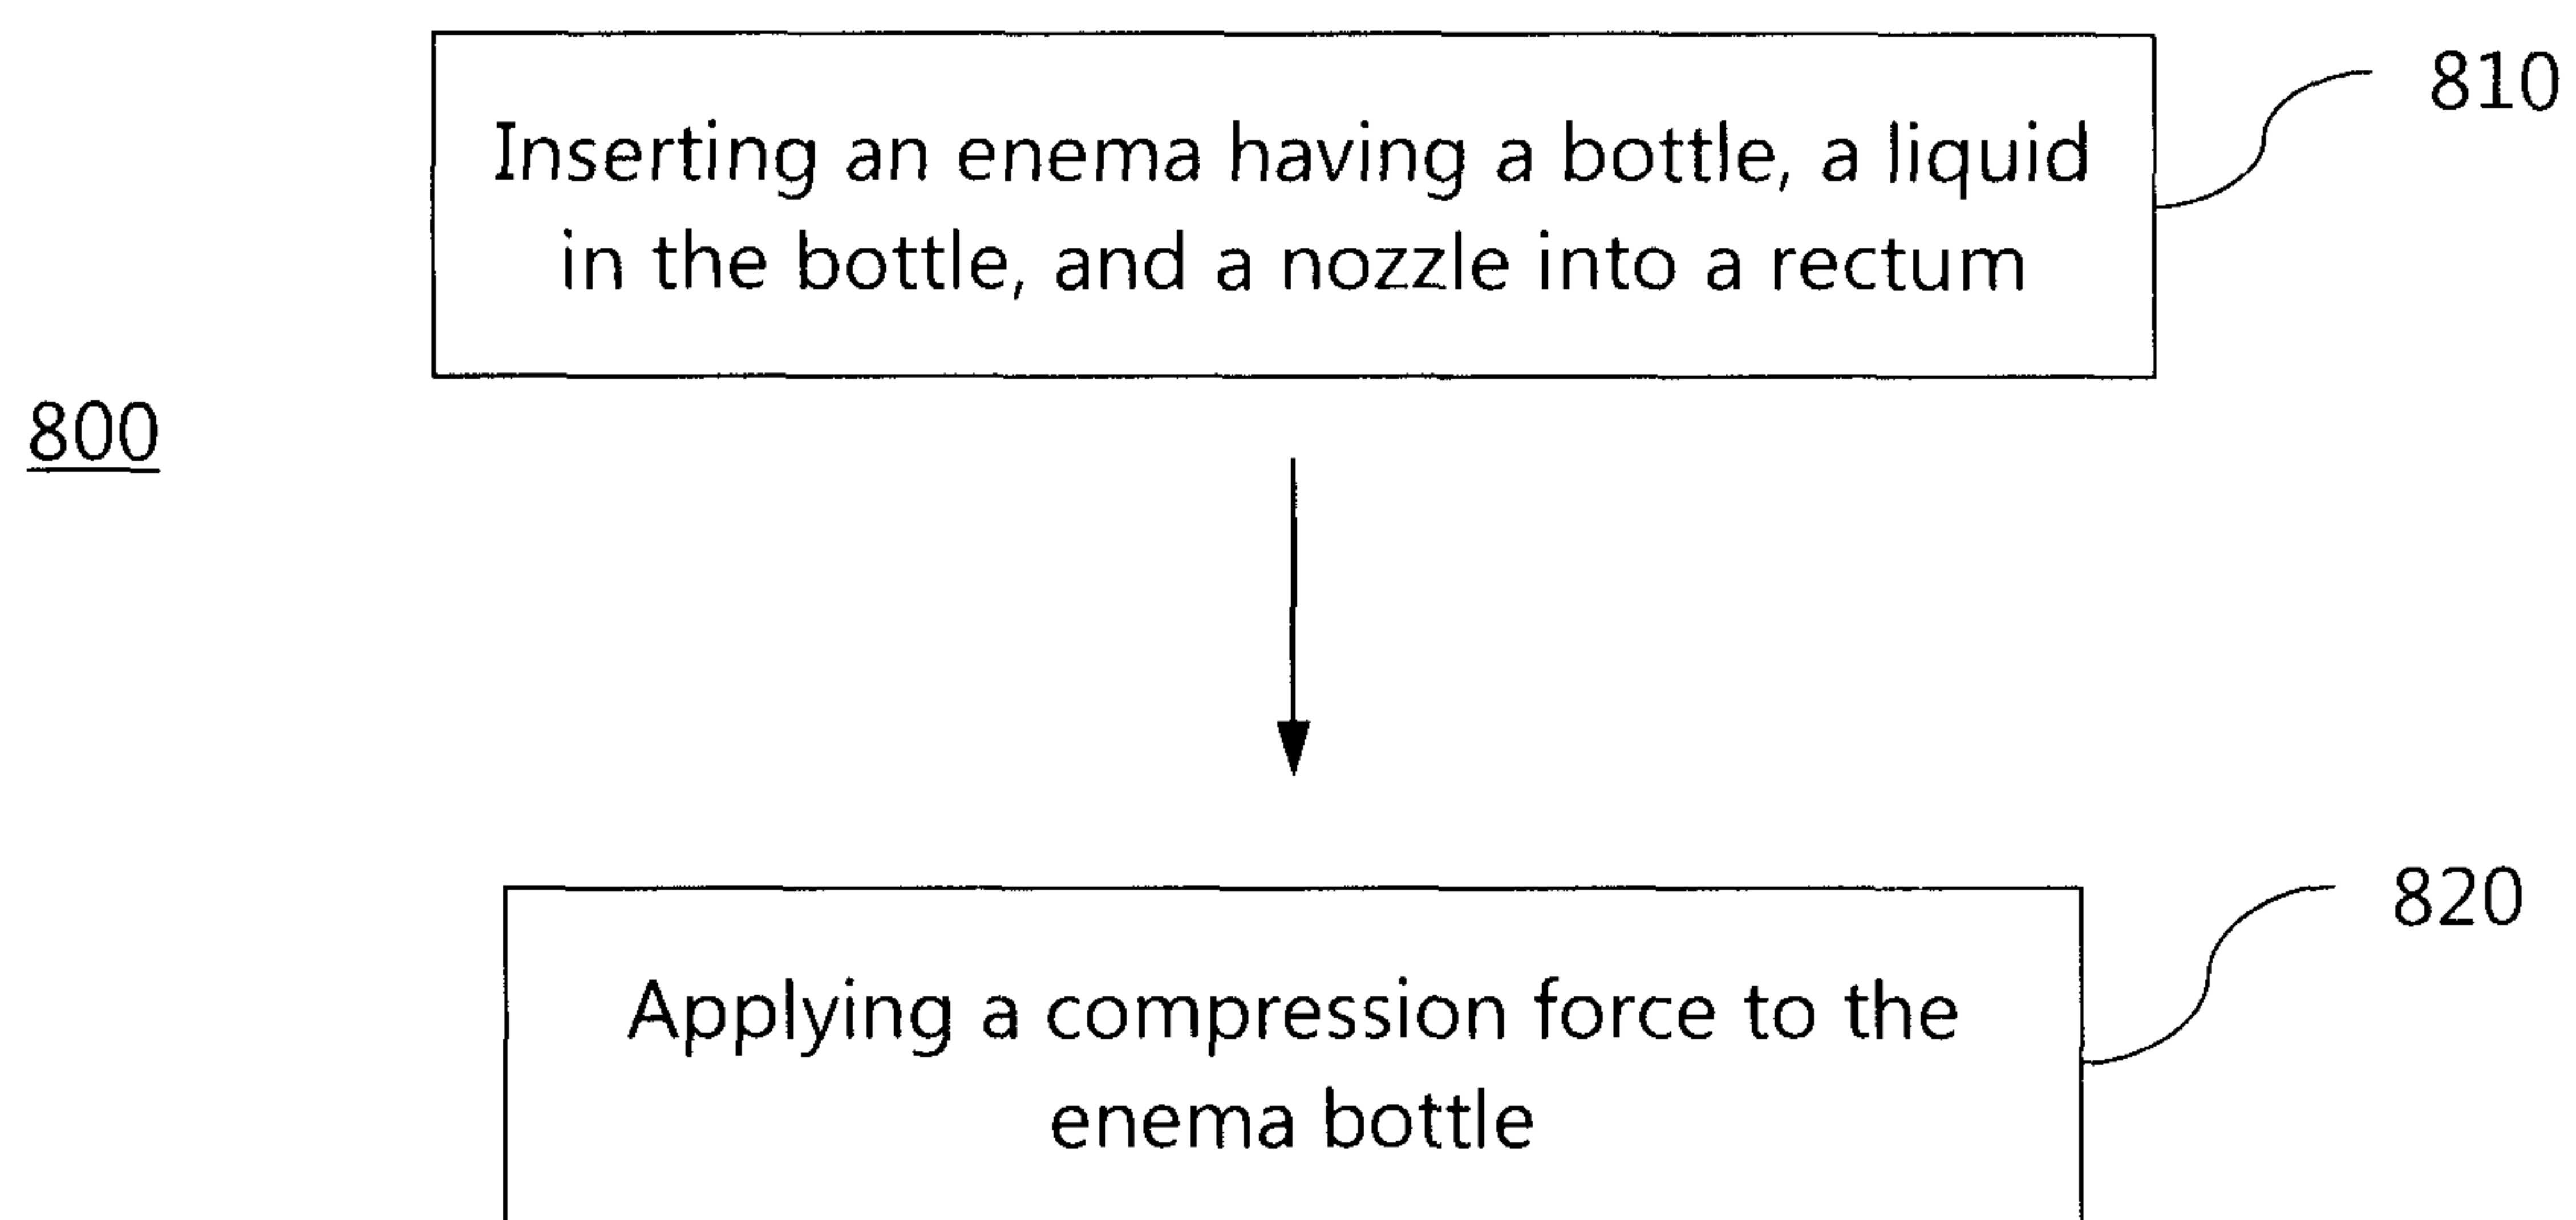 810
Inserting an enema having a bottle, a liquid
in the bottle, and a nozzle into a rectum
800
820
Applying a compression force to the
enema bottle